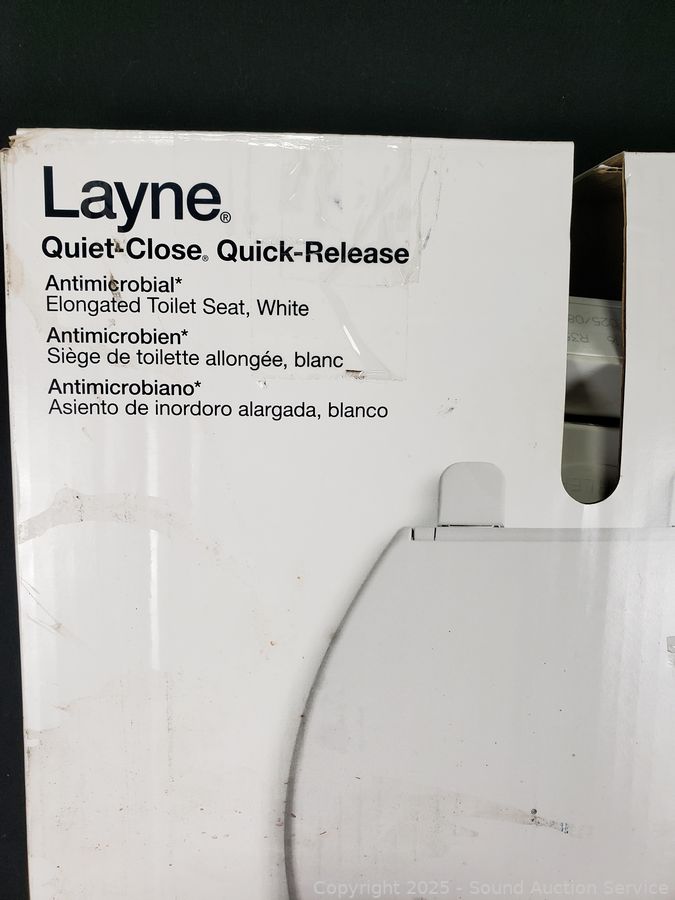 Layne®
Quiet-Close® Quick-Release
Antimicrobial*
Elongated Toilet Seat, White
Antimicrobien*
Siège de toilette allongée, blanc
Antimicrobiano*
Asiento de inordoro alargada, blanco
Copyright 2025 - Sound Auction Service